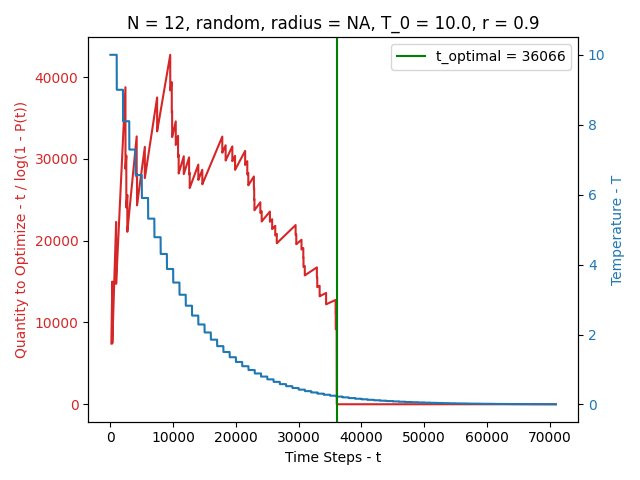 N = 12, random, radius = NA, T_0 = 10.0, r = 0.9
t_optimal = 36066
Quantity to Optimize - t / log(1 - P(t))
40000
30000
20000
10000
0
10
8
6
4
2
0
Temperature - T
0 10000 20000 30000 40000 50000 60000 70000
Time Steps - t